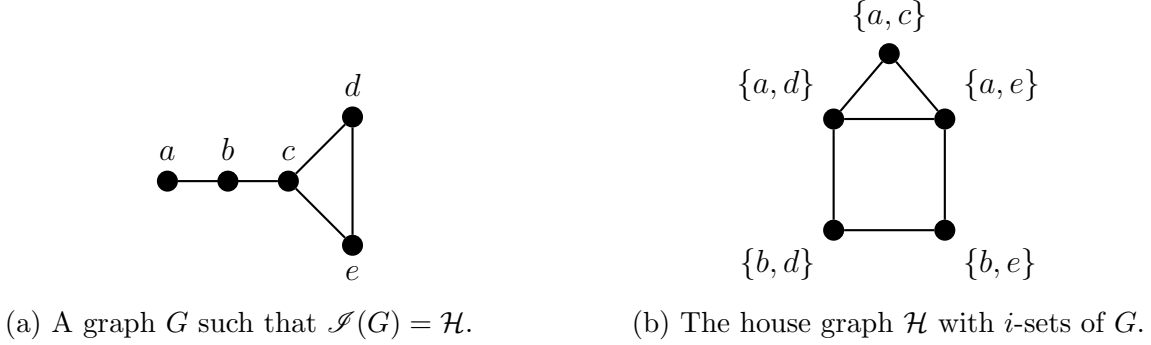 a
b
c
d
e
{a, c}
{a, d}
{a, e}
{b, d}
{b, e}
(a) A graph G such that ℐ(G) = ℋ.
(b) The house graph ℋ with i-sets of G.